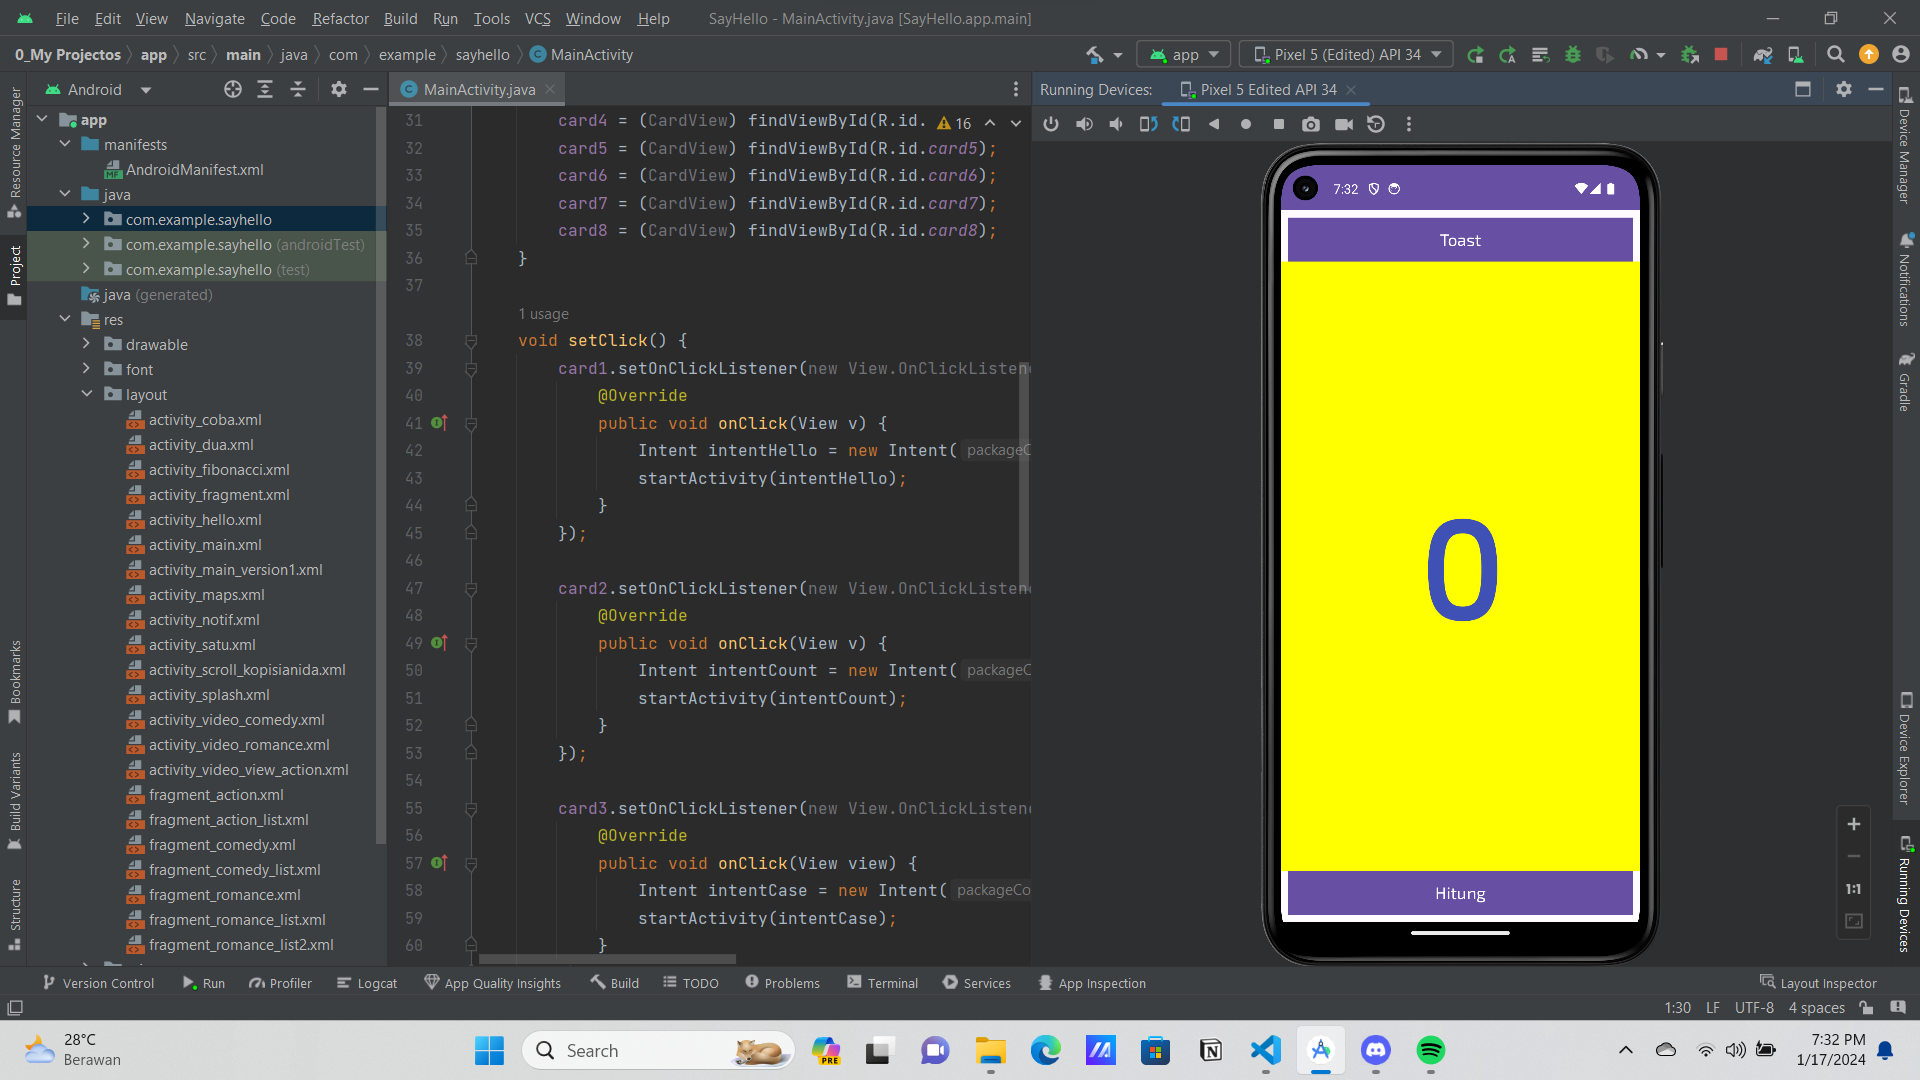 File Edit View Navigate Code Refactor Build Run Tools VCS Window Help SayHello - MainActivity.java [SayHello.app.main]
0_My Projectos app src main java com example sayhello MainActivity app Pixel 5 (Edited) API 34
Android
MainActivity.java
Running Devices: Pixel 5 Edited API 34
Resource Manager
Project
Bookmarks
Build Variants
Structure
app
manifests
AndroidManifest.xml
java
com.example.sayhello
com.example.sayhello (androidTest)
com.example.sayhello (test)
java (generated)
res
drawable
font
layout
activity_coba.xml
activity_dua.xml
activity_fibonacci.xml
activity_fragment.xml
activity_hello.xml
activity_main.xml
activity_main_version1.xml
activity_maps.xml
activity_notif.xml
activity_satu.xml
activity_scroll_kopisianida.xml
activity_splash.xml
activity_video_comedy.xml
activity_video_romance.xml
activity_video_view_action.xml
fragment_action.xml
fragment_action_list.xml
fragment_comedy.xml
fragment_comedy_list.xml
fragment_romance.xml
fragment_romance_list.xml
fragment_romance_list2.xml
31 card4 = (CardView) findViewById(R.id. 16
32 card5 = (CardView) findViewById(R.id.card5);
33 card6 = (CardView) findViewById(R.id.card6);
34 card7 = (CardView) findViewById(R.id.card7);
35 card8 = (CardView) findViewById(R.id.card8);
36 }
37
1 usage
38 void setClick() {
39 card1.setOnClickListener(new View.OnClickListene
40 @Override
41 public void onClick(View v) {
42 Intent intentHello = new Intent( packageC
43 startActivity(intentHello);
44 }
45 });
46
47 card2.setOnClickListener(new View.OnClickListene
48 @Override
49 public void onClick(View v) {
50 Intent intentCount = new Intent( packageC
51 startActivity(intentCount);
52 }
53 });
54
55 card3.setOnClickListener(new View.OnClickListene
56 @Override
57 public void onClick(View view) {
58 Intent intentCase = new Intent( packageCo
59 startActivity(intentCase);
60 }
7:32
Toast
0
Hitung
1:1
Device Manager
Notifications
Gradle
Device Explorer
Running Devices
Version Control Run Profiler Logcat App Quality Insights Build TODO Problems Terminal Services App Inspection Layout Inspector
1:30 LF UTF-8 4 spaces
28°C
Berawan
Search
PRE
7:32 PM
1/17/2024